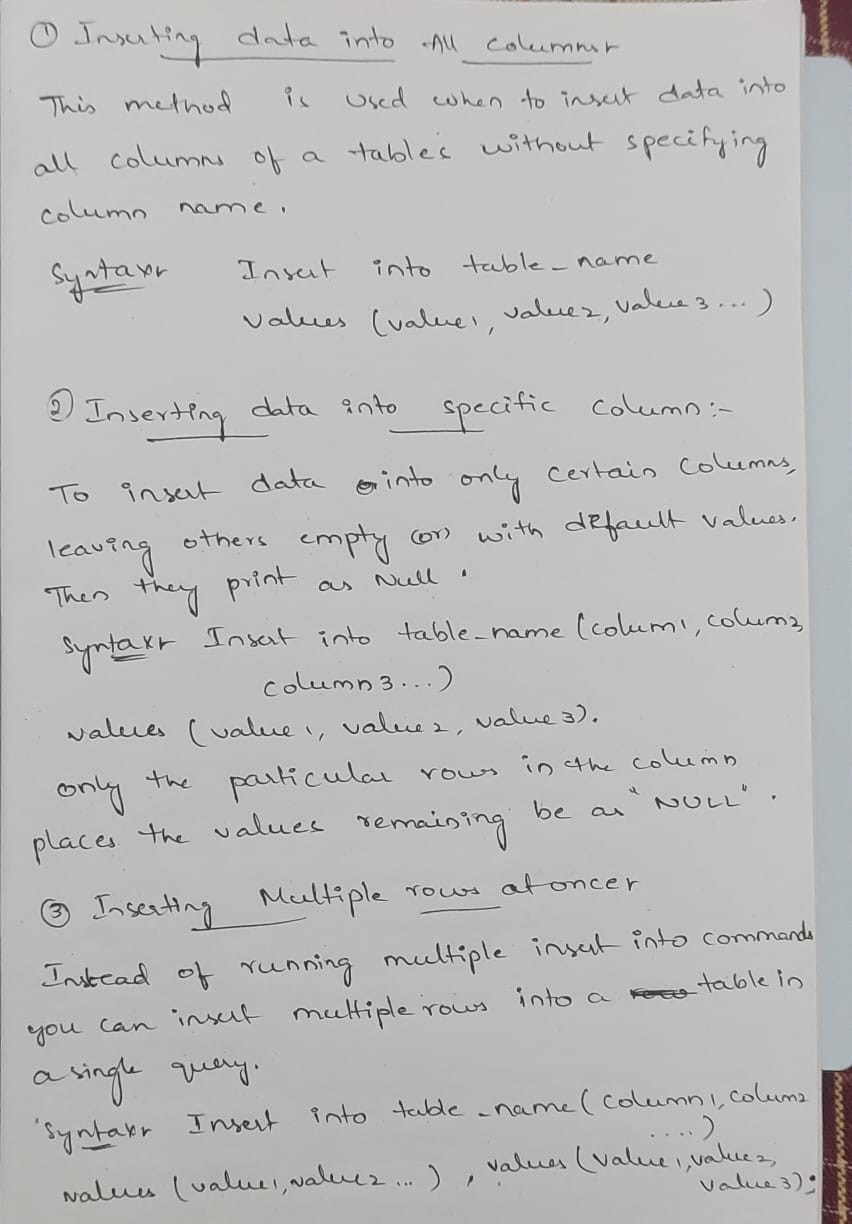 ① Inserting data into All columns:-
This method is used when to insert data into
all columns of a tables without specifying
column name.
Syntax:- Insert into table_name
values (value1, value2, value3...)
② Inserting data into specific column:-
To insert data into only certain columns,
leaving others empty (or) with default values.
Then they print as Null.
Syntax:- Insert into table_name (colum1, colum2,
column3...)
values (value1, value2, value3).
only the particular rows in the column
places the values remaining be as "NULL".
③ Inserting Multiple rows at once:-
Instead of running multiple insert into commands
you can insert multiple rows into a table in
a single query.
Syntax:- Insert into table_name (column1, colum2
....)
values (value1, value2...), values (value1, value2,
value3);